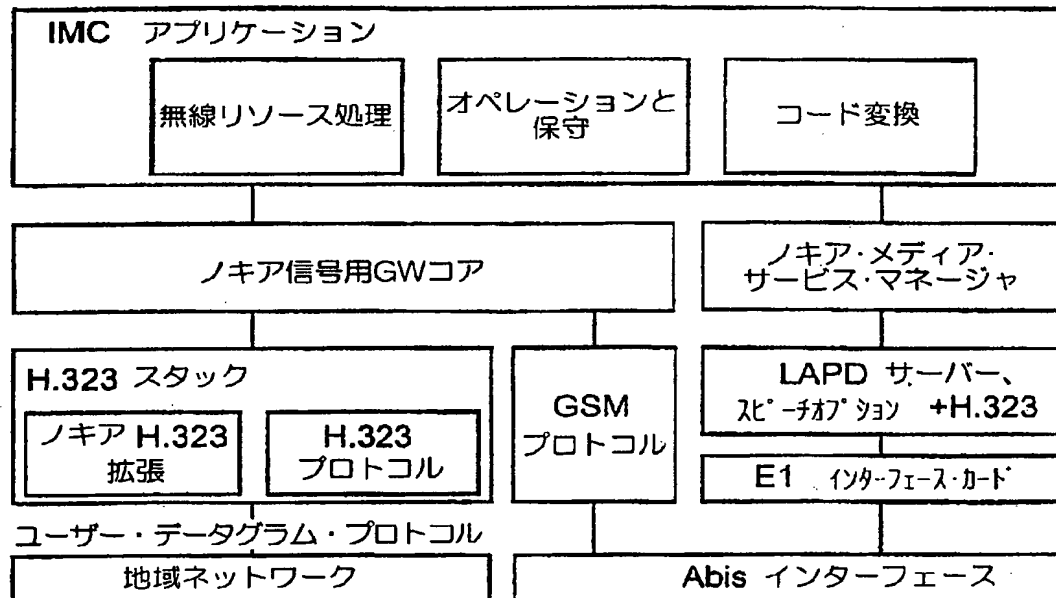 IMC アプリケーション
無線リソース処理
オペレーションと
保守
コード変換
ノキア信号用GWコア
ノキア・メディア・
サービス・マネージャ
H.323 スタック
ノキア H.323
拡張
H.323
プロトコル
GSM
プロトコル
LAPD サーバー、
ｽﾋﾟｰﾁｵﾌﾟｼｮﾝ +H.323
E1 ｲﾝﾀｰﾌｪｰｽ・ｶｰﾄﾞ
ユーザー・データグラム・プロトコル
地域ネットワーク
Abis インターフェース